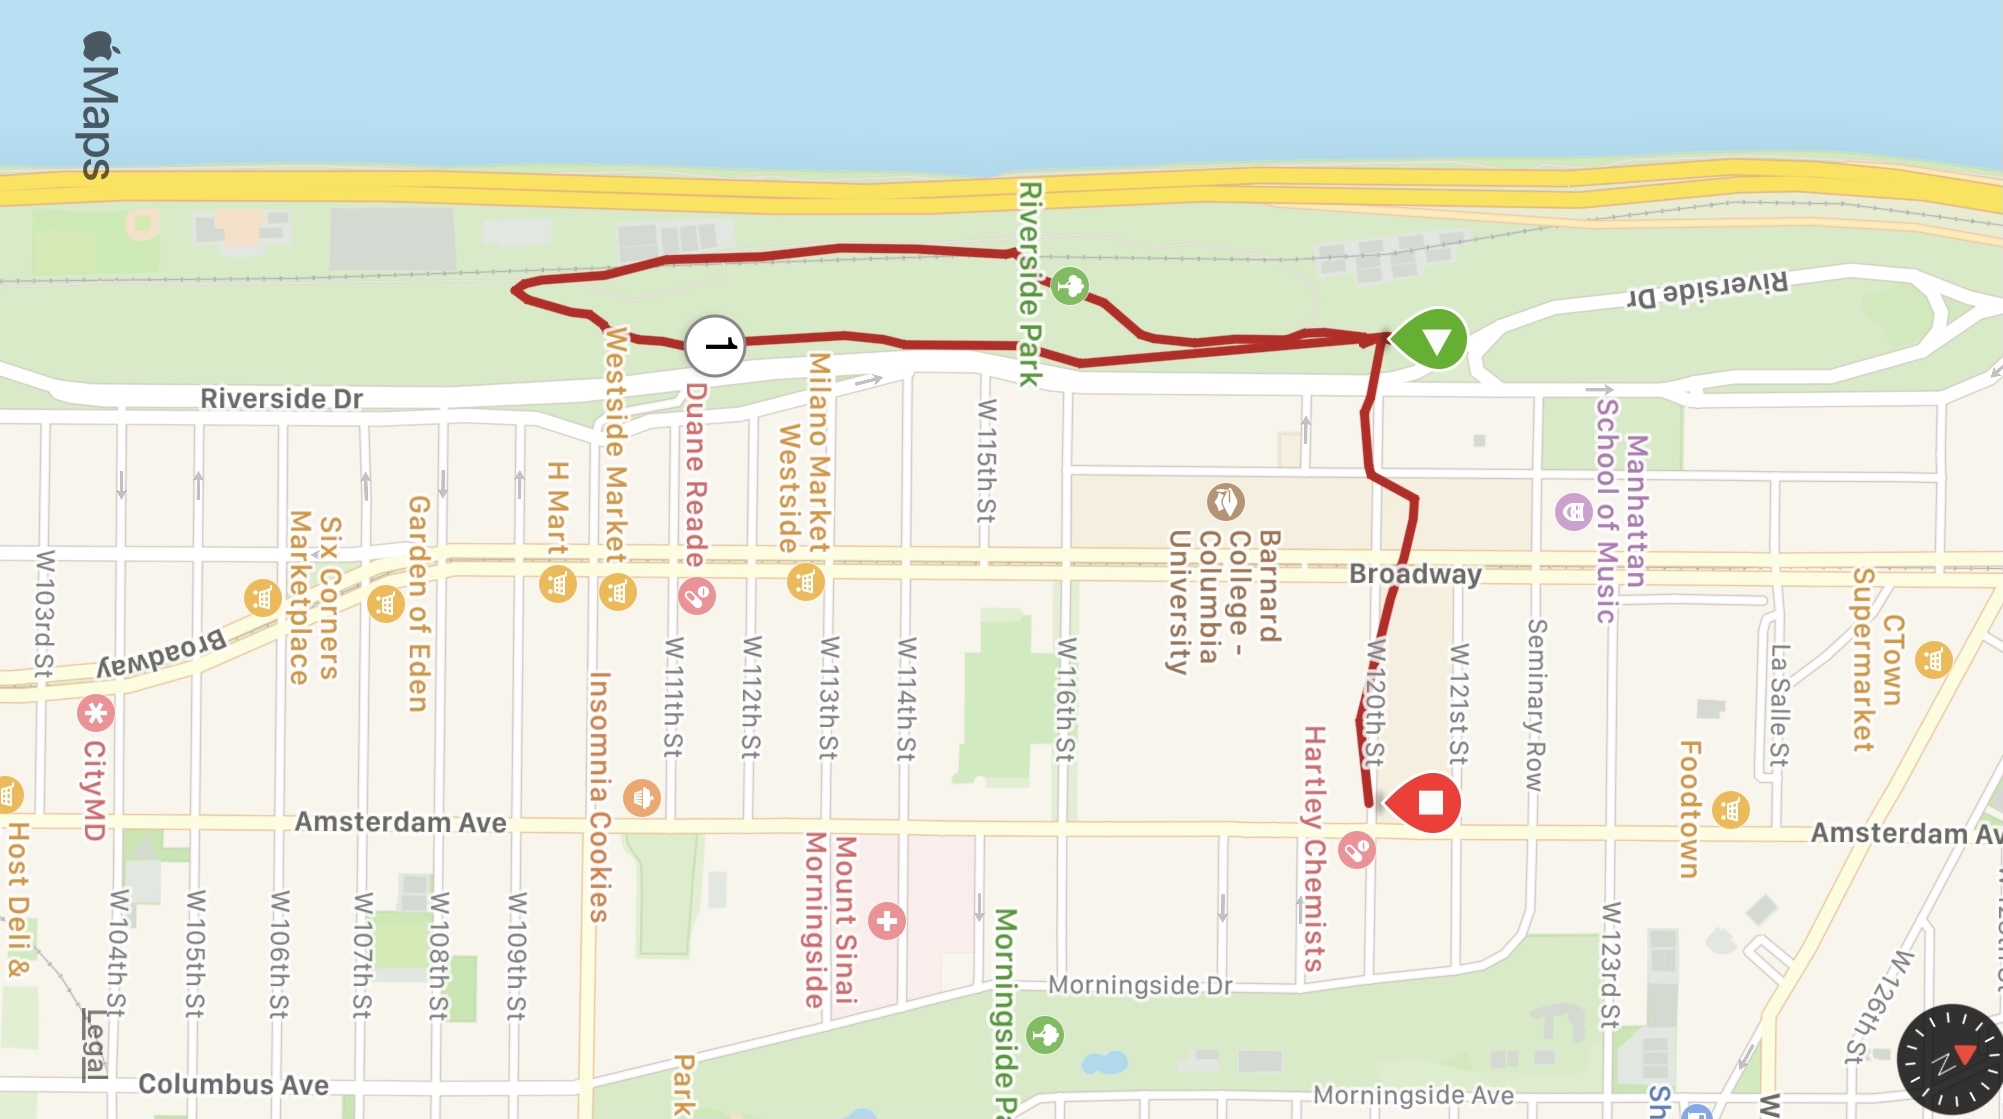 Maps
Riverside Park
Riverside Dr
Riverside Dr
1
Westside Market
Duane Reade
Milano Market
Westside
W 115th St
H Mart
Garden of Eden
Six Corners
Marketplace
W 103rd St
Broadway
Broadway
Barnard
College -
Columbia
University
Manhattan
School of Music
CTown
Supermarket
CityMD
Insomnia Cookies
W 111th St
W 112th St
W 113th St
W 114th St
W 116th St
W 120th St
W 121st St
Seminary Row
La Salle St
Hartley Chemists
Foodtown
Host Deli &
Amsterdam Ave
Amsterdam Av
Mount Sinai
Morningside
W 104th St
W 105th St
W 106th St
W 107th St
W 108th St
W 109th St
Morningside Dr
Morningside Pa
W 123rd St
W 126th St
Legal
Columbus Ave
Park
Morningside Ave
Sh
W
N